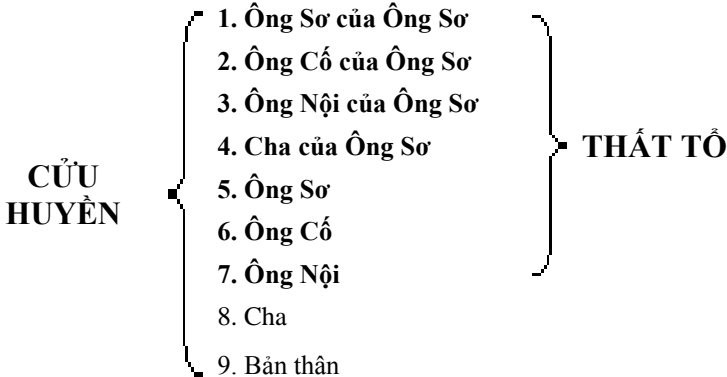 CỬU
HUYỀN
1. Ông Sơ của Ông Sơ
2. Ông Cố của Ông Sơ
3. Ông Nội của Ông Sơ
4. Cha của Ông Sơ
5. Ông Sơ
6. Ông Cố
7. Ông Nội
8. Cha
9. Bản thân
THẤT TỔ